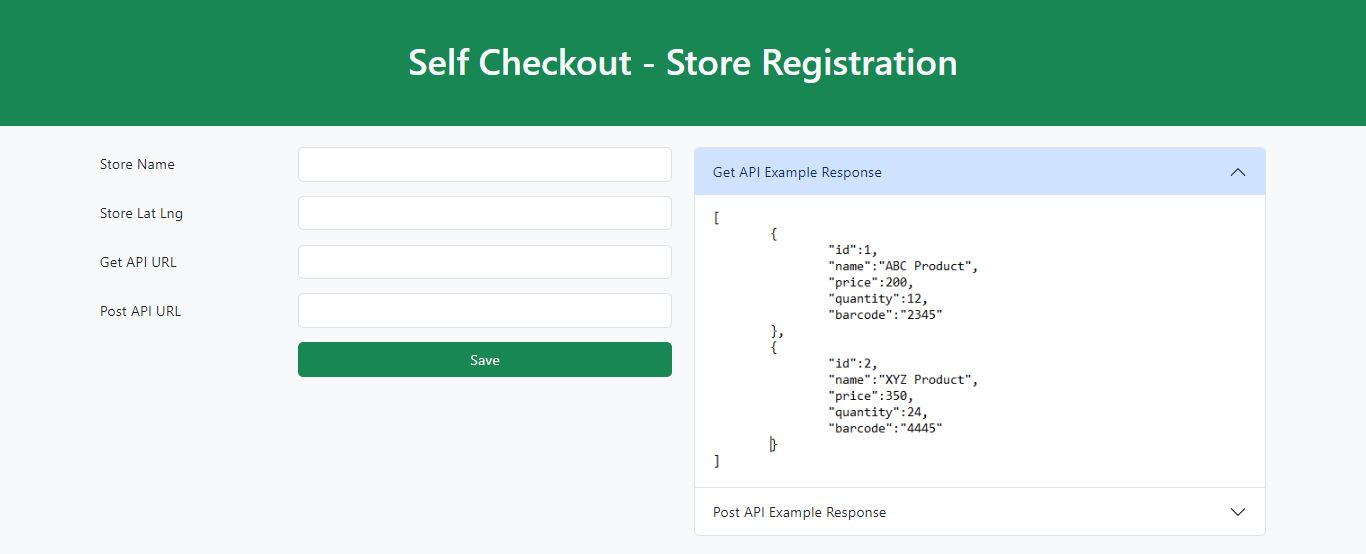 Self Checkout - Store Registration
Store Name
Store Lat Lng
Get API URL
Post API URL
Save
Get API Example Response
[
{
"id":1,
"name":"ABC Product",
"price":200,
"quantity":12,
"barcode":"2345"
},
{
"id":2,
"name":"XYZ Product",
"price":350,
"quantity":24,
"barcode":"4445"
}
]
Post API Example Response